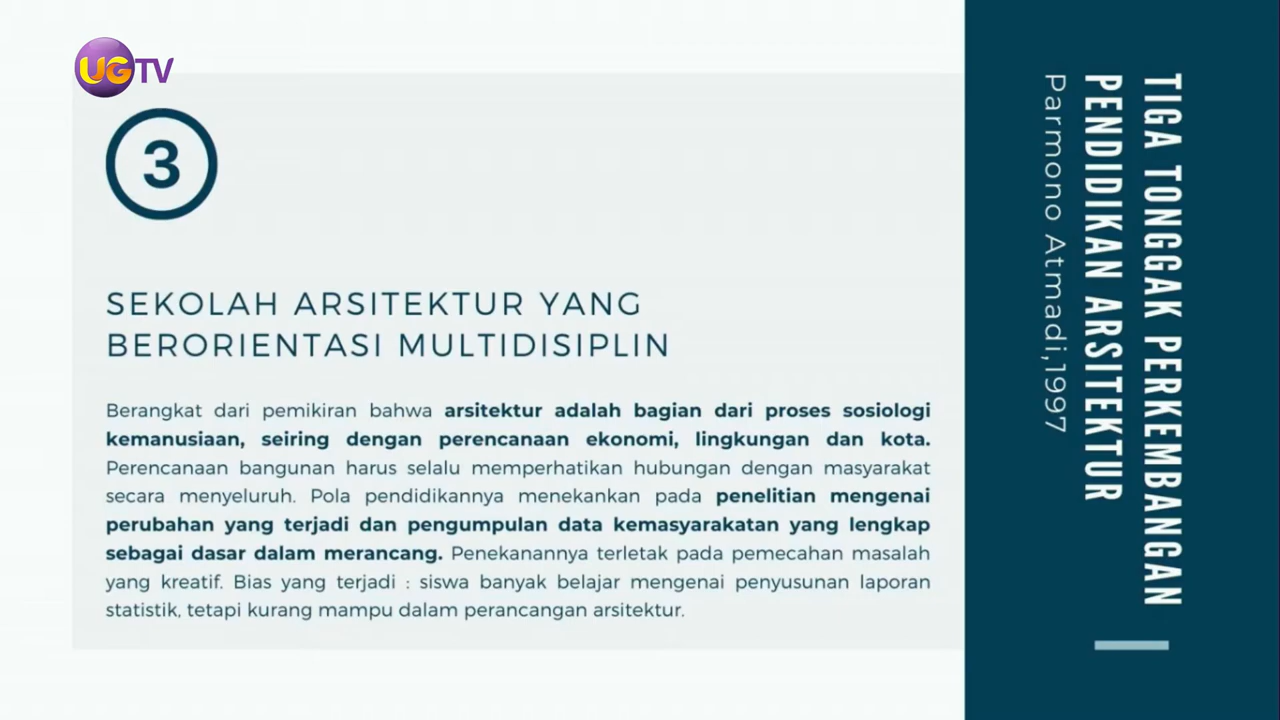 UGTV
3
SEKOLAH ARSITEKTUR YANG
BERORIENTASI MULTIDISIPLIN
Berangkat dari pemikiran bahwa arsitektur adalah bagian dari proses sosiologi
kemanusiaan, seiring dengan perencanaan ekonomi, lingkungan dan kota.
Perencanaan bangunan harus selalu memperhatikan hubungan dengan masyarakat
secara menyeluruh. Pola pendidikannya menekankan pada penelitian mengenai
perubahan yang terjadi dan pengumpulan data kemasyarakatan yang lengkap
sebagai dasar dalam merancang. Penekanannya terletak pada pemecahan masalah
yang kreatif. Bias yang terjadi : siswa banyak belajar mengenai penyusunan laporan
statistik, tetapi kurang mampu dalam perancangan arsitektur.
TIGA TONGGAK PERKEMBANGAN
PENDIDIKAN ARSITEKTUR
Parmono Atmadi,1997